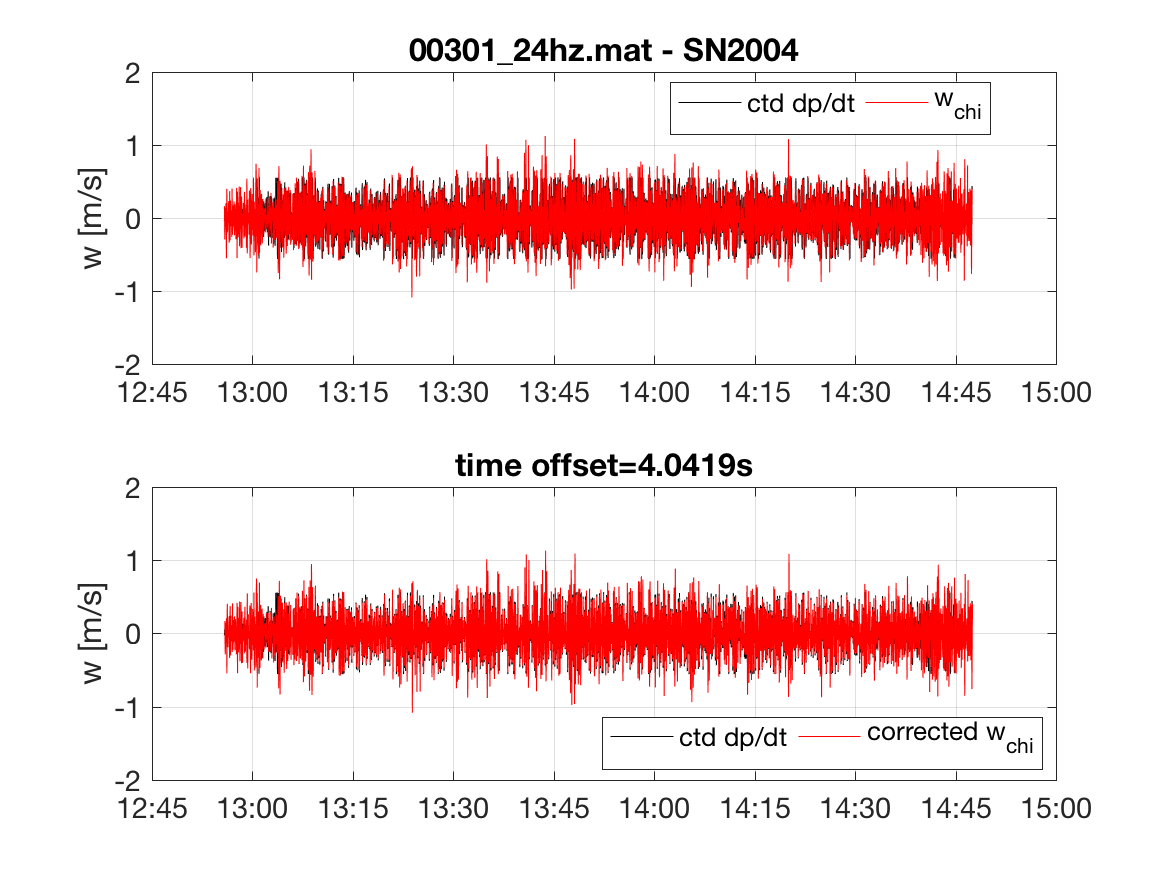 00301_24hz.mat - SN2004
ctd dp/dt w_chi
w [m/s]
2
1
0
-1
-2
12:45 13:00 13:15 13:30 13:45 14:00 14:15 14:30 14:45 15:00
time offset=4.0419s
w [m/s]
2
1
0
-1
-2
ctd dp/dt corrected w_chi
12:45 13:00 13:15 13:30 13:45 14:00 14:15 14:30 14:45 15:00